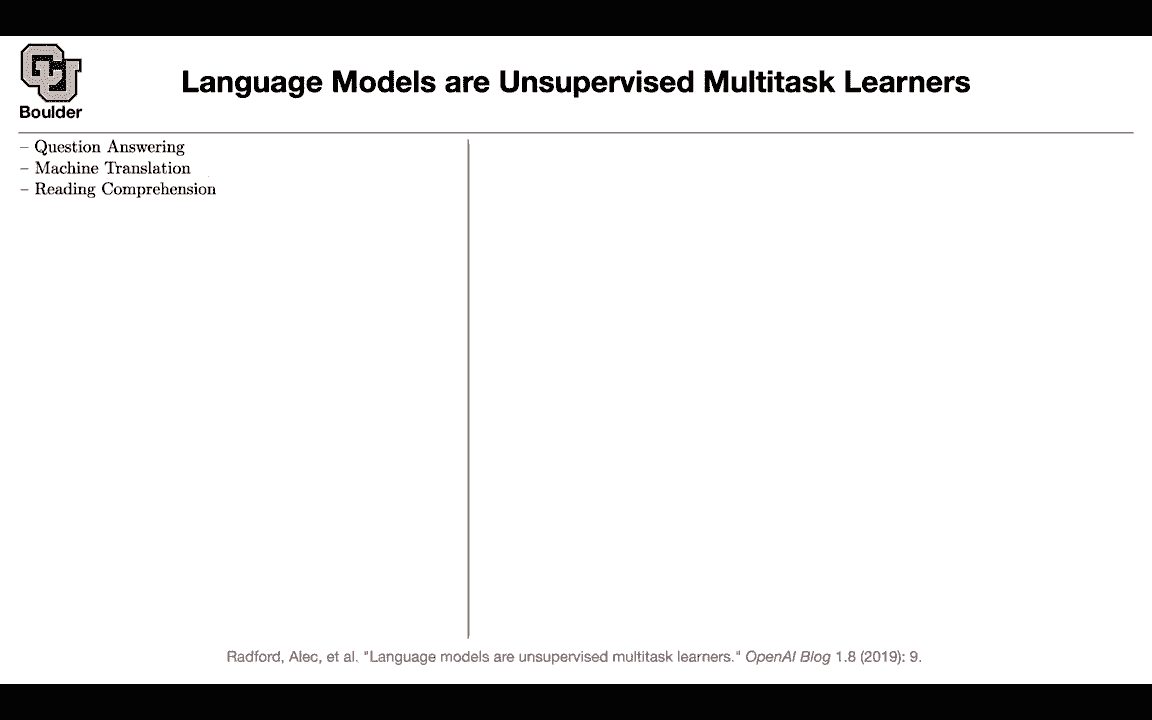 Boulder
Language Models are Unsupervised Multitask Learners
– Question Answering
– Machine Translation
– Reading Comprehension
Radford, Alec, et al. "Language models are unsupervised multitask learners." OpenAI Blog 1.8 (2019): 9.